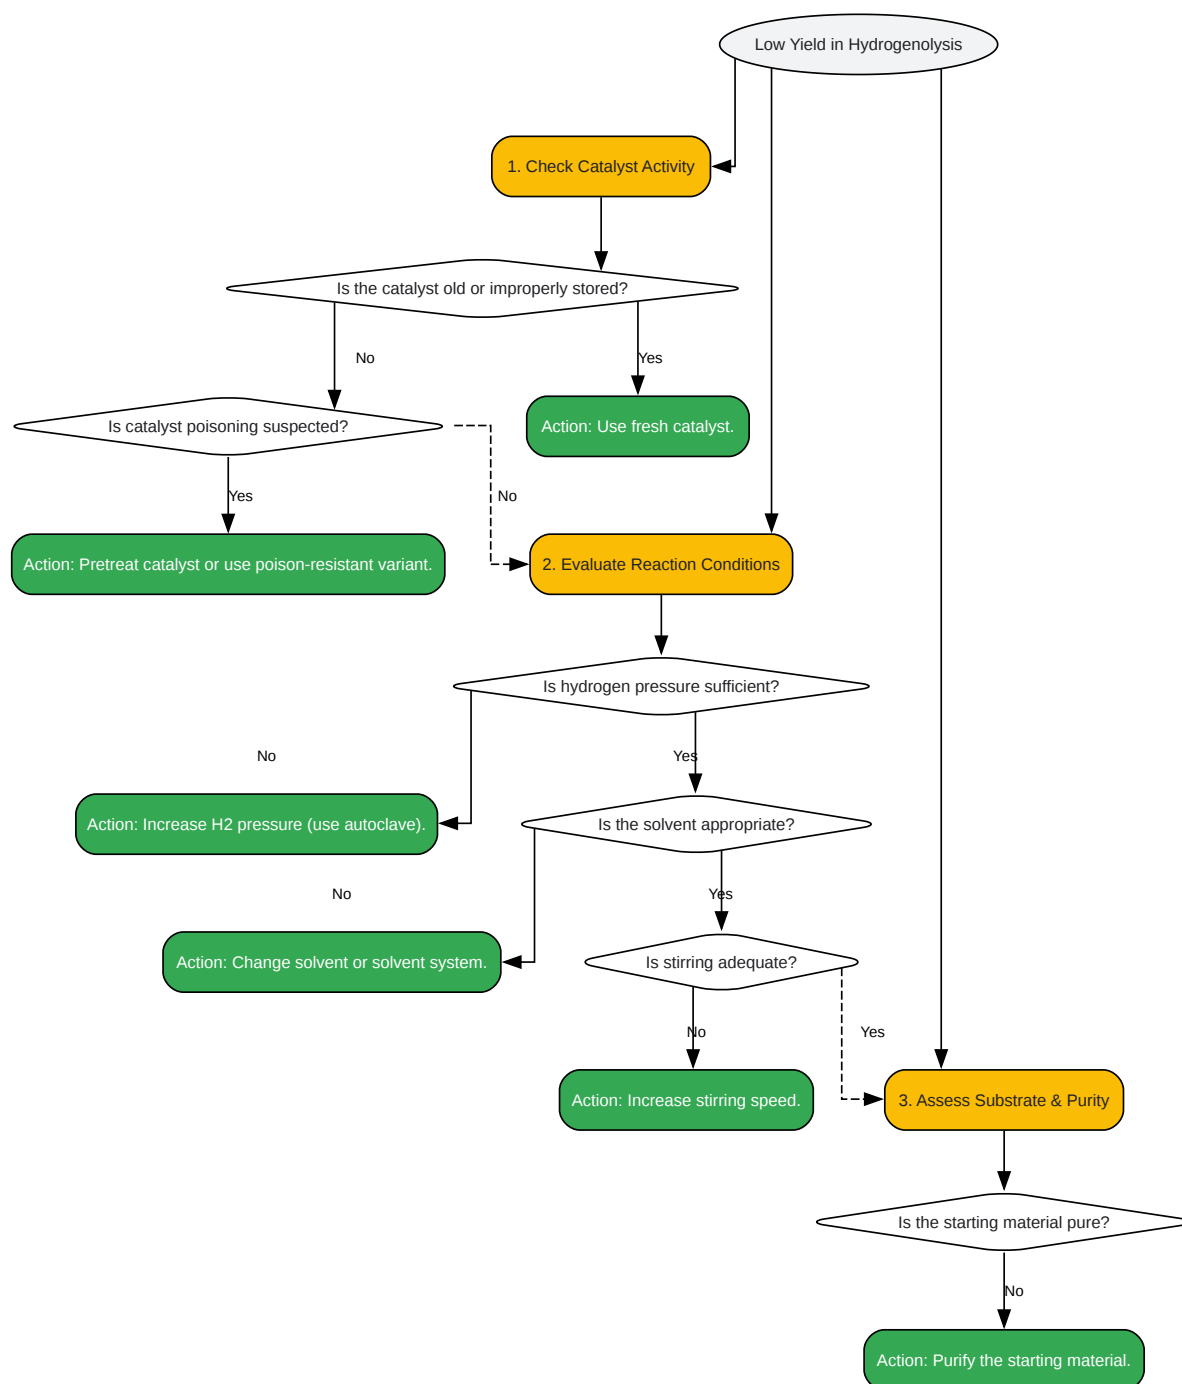 Low Yield in Hydrogenolysis
1. Check Catalyst Activity
Is the catalyst old or improperly stored?
No
Yes
Is catalyst poisoning suspected?
Action: Use fresh catalyst.
Yes
No
Action: Pretreat catalyst or use poison-resistant variant.
2. Evaluate Reaction Conditions
Is hydrogen pressure sufficient?
No
Yes
Action: Increase H2 pressure (use autoclave).
Is the solvent appropriate?
No
Yes
Action: Change solvent or solvent system.
Is stirring adequate?
No
Yes
Action: Increase stirring speed.
3. Assess Substrate & Purity
Is the starting material pure?
No
Action: Purify the starting material.